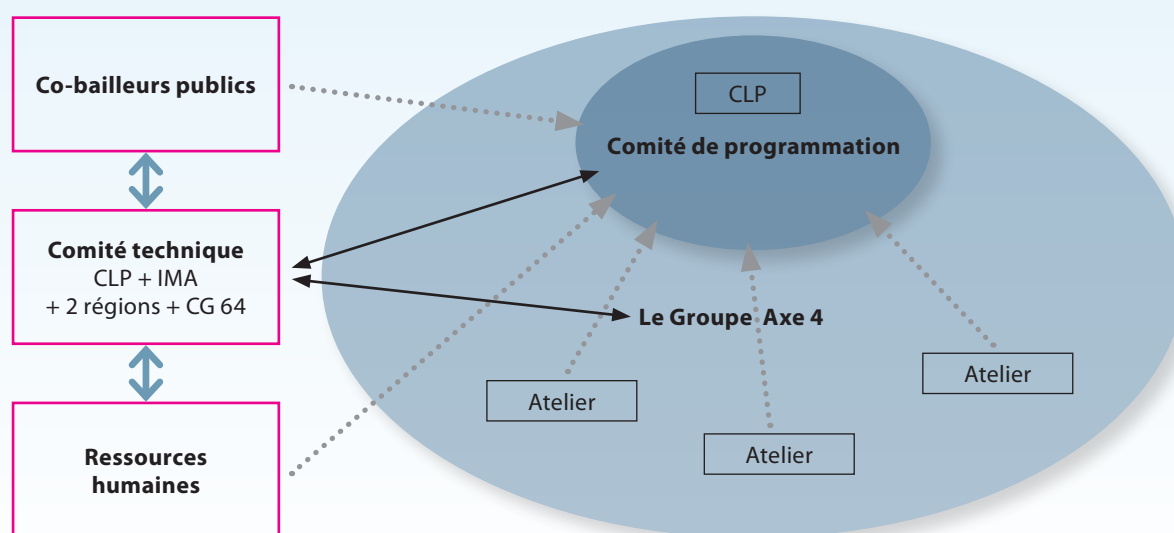 Co-bailleurs publics
Comité technique
CLP + IMA
+ 2 régions + CG 64
Ressources
humaines
CLP
Comité de programmation
Le Groupe Axe 4
Atelier
Atelier
Atelier